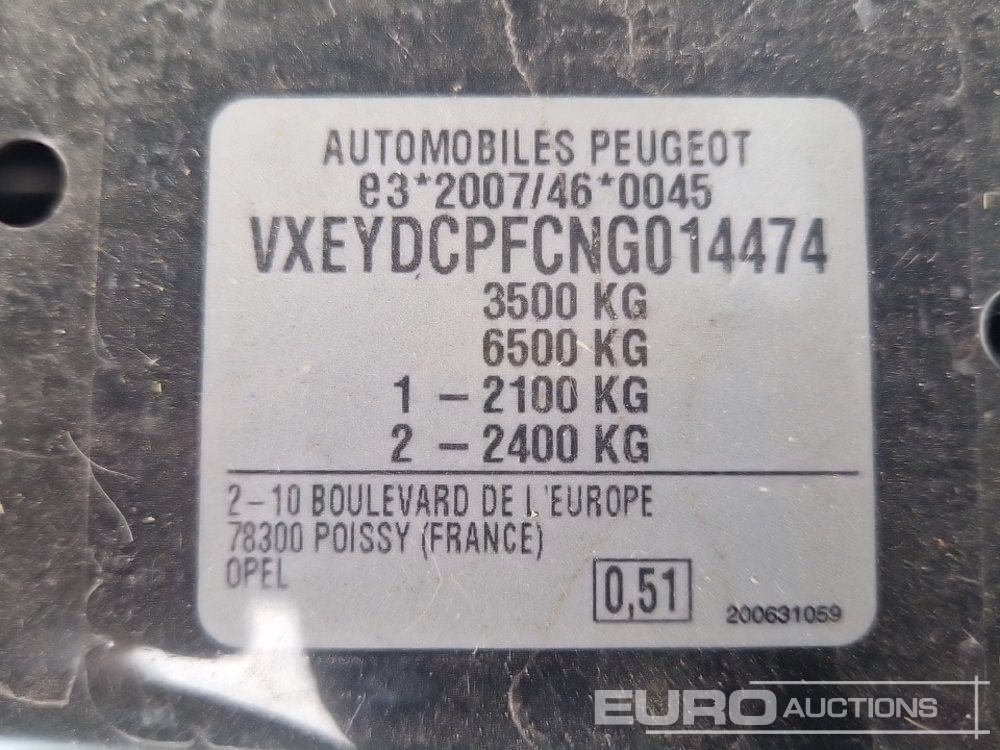 AUTOMOBILES PEUGEOT
e3*2007/46*0045
VXEYDCPFCNG014474
3500 KG
6500 KG
1 - 2100 KG
2 - 2400 KG
2-10 BOULEVARD DE L'EUROPE
78300 POISSY (FRANCE)
OPEL
0,51
200631059
EURO AUCTIONS